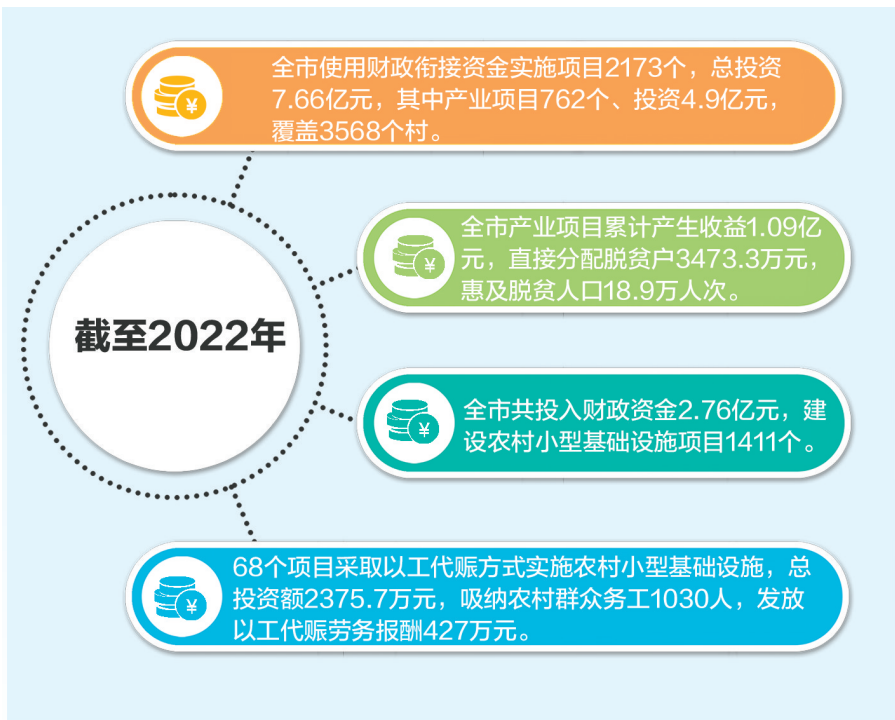 全市使用财政衔接资金实施项目2173个，总投资
7.66亿元，其中产业项目762个、投资4.9亿元，
覆盖3568个村。
全市产业项目累计产生收益1.09亿
元，直接分配脱贫户3473.3万元，
惠及脱贫人口18.9万人次。
截至2022年
全市共投入财政资金2.76亿元，建
设农村小型基础设施项目1411个。
68个项目采取以工代赈方式实施农村小型基础设施，总
投资额2375.7万元，吸纳农村群众务工1030人，发放
以工代赈劳务报酬427万元。